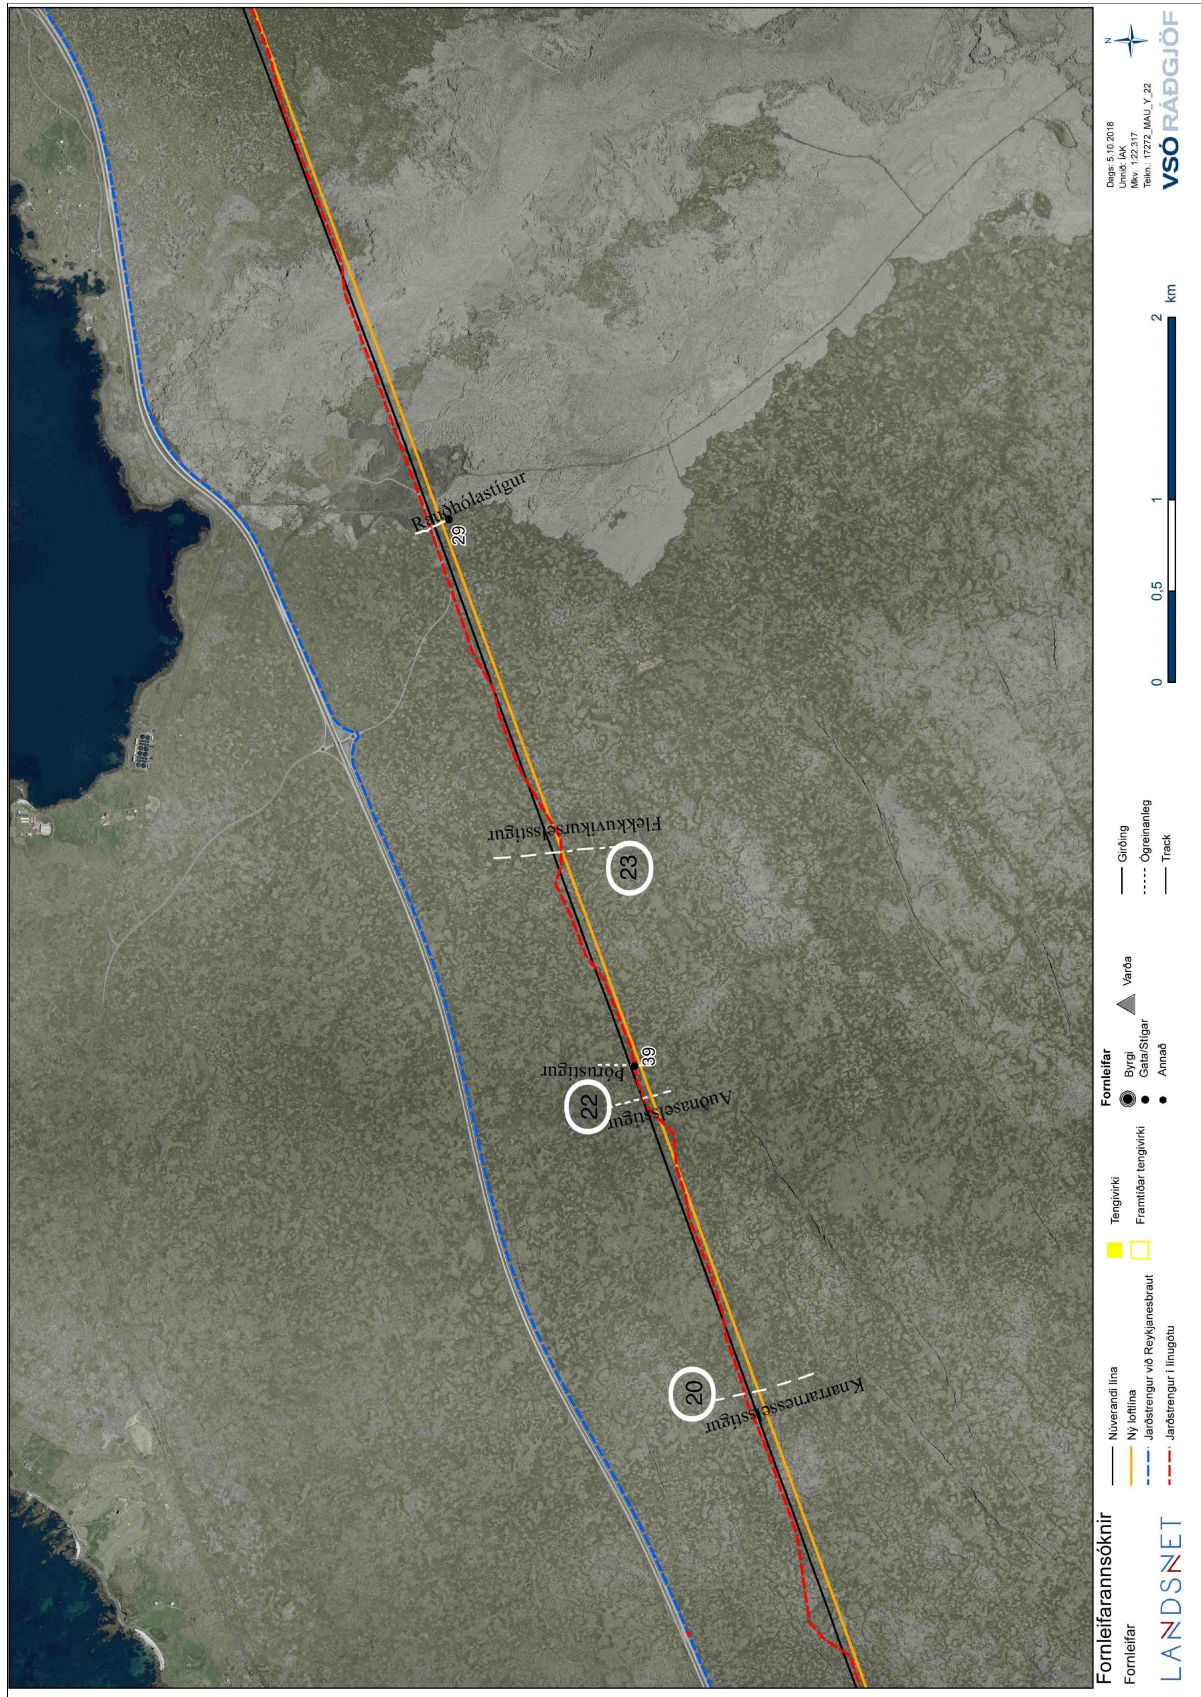 Rauðhólastígur
29
Flekkuvíkurselsstígur
23
Þórustígur
39
22
Auðnaselsstígur
20
Knarrarnesselsstígur
Fornleifarannsóknir
Fornleifar
LANDSNET
Núverandi lína
Ný loftlína
Jarðstrengur við Reykjanesbraut
Jarðstrengur í línugötu
Tengivirki
Framtíðar tengivirki
Fornleifar
Byrgi
Gata/Stígar
Annað
Varða
Girðing
Ógreinanleg
Track
0 0,5 1 2 km
N
Dags: 5.10.2018
Unnið: ÍAK
Mkv. 1:22.317
Teikn.: 17272_MAU_Y_22
VSÓ RÁÐGJÖF